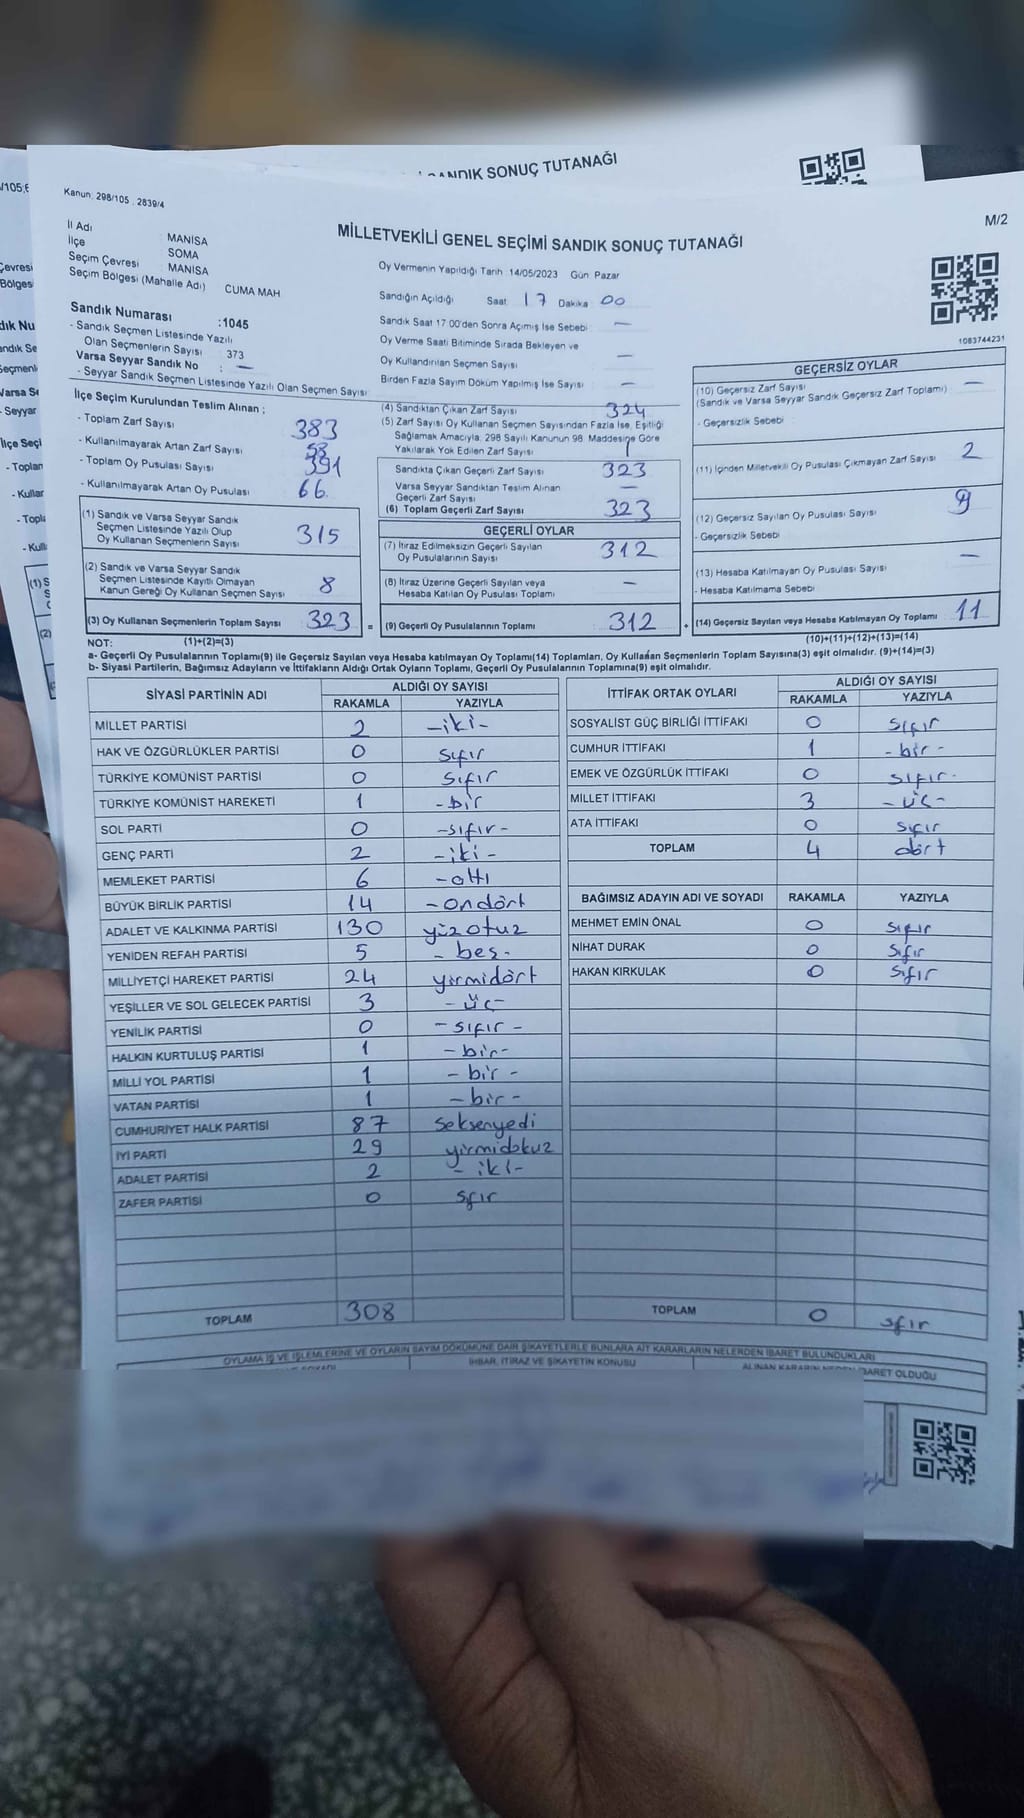 SANDIK SONUÇ TUTANAĞI
Kanun: 298/105, 2839/4
M/2
MİLLETVEKİLİ GENEL SEÇİMİ SANDIK SONUÇ TUTANAĞI
İl Adı : MANİSA
İlçe : SOMA
Seçim Çevresi : MANİSA
Seçim Bölgesi (Mahalle Adı) CUMA MAH
Sandık Numarası :1045
- Sandık Seçmen Listesinde Yazılı
Olan Seçmenlerin Sayısı 373
Varsa Seyyar Sandık No : —
- Seyyar Sandık Seçmen Listesinde Yazılı Olan Seçmen Sayısı
Oy Vermenin Yapıldığı Tarih 14/05/2023 Gün: Pazar
Sandığın Açıldığı Saat 17 Dakika 00
Sandık Saat 17:00'den Sonra Açımış İse Sebebi —
Oy Verme Saati Bitiminde Sırada Bekleyen ve
Oy Kullandırılan Seçmen Sayısı —
Birden Fazla Sayım Döküm Yapılmış İse Sayısı —
1083744231
İlçe Seçim Kurulundan Teslim Alınan ;
- Toplam Zarf Sayısı 383
- Kullanılmayarak Artan Zarf Sayısı
- Toplam Oy Pusulası Sayısı 391
- Kullanılmayarak Artan Oy Pusulası 66
(1) Sandık ve Varsa Seyyar Sandık
Seçmen Listesinde Yazılı Olup
Oy Kullanan Seçmenlerin Sayısı 315
(2) Sandık ve Varsa Seyyar Sandık
Seçmen Listesinde Kayıtlı Olmayan
Kanun Gereği Oy Kullanan Seçmen Sayısı 8
(3) Oy Kullanan Seçmenlerin Toplam Sayısı 323 =
(4) Sandıktan Çıkan Zarf Sayısı 324
(5) Zarf Sayısı Oy Kullanan Seçmen Sayısından Fazla İse, Eşitliği
Sağlamak Amacıyla, 298 Sayılı Kanunun 98. Maddesine Göre
Yakılarak Yok Edilen Zarf Sayısı 1
Sandıkta Çıkan Geçerli Zarf Sayısı 323
Varsa Seyyar Sandıktan Teslim Alınan
Geçerli Zarf Sayısı —
(6) Toplam Geçerli Zarf Sayısı 323
GEÇERLİ OYLAR
(7) İtiraz Edilmeksizin Geçerli Sayılan
Oy Pusulalarının Sayısı 312
(8) İtiraz Üzerine Geçerli Sayılan veya
Hesaba Katılan Oy Pusulası Toplamı —
(9) Geçerli Oy Pusulalarının Toplamı 312 +
GEÇERSİZ OYLAR
(10) Geçersiz Zarf Sayısı —
(Sandık ve Varsa Seyyar Sandık Geçersiz Zarf Toplamı)
- Geçersizlik Sebebi
(11) İçinden Milletvekili Oy Pusulası Çıkmayan Zarf Sayısı 2
(12) Geçersiz Sayılan Oy Pusulası Sayısı 9
- Geçersizlik Sebebi
(13) Hesaba Katılmayan Oy Pusulası Sayısı —
- Hesaba Katılmama Sebebi
(14) Geçersiz Sayılan veya Hesaba Katılmayan Oy Toplamı 11
NOT: (1)+(2)=(3) (10)+(11)+(12)+(13)=(14)
a- Geçerli Oy Pusulalarının Toplamı(9) ile Geçersiz Sayılan veya Hesaba katılmayan Oy Toplamı(14) Toplamları, Oy Kullanan Seçmenlerin Toplam Sayısına(3) eşit olmalıdır. (9)+(14)=(3)
b- Siyasi Partilerin, Bağımsız Adayların ve İttifakların Aldığı Ortak Oyların Toplamı, Geçerli Oy Pusulalarının Toplamına(9) eşit olmalıdır.
SİYASİ PARTİNİN ADI ALDIĞI OY SAYISI
RAKAMLA YAZIYLA
MİLLET PARTİSİ 2 -iki-
HAK VE ÖZGÜRLÜKLER PARTİSİ 0 sıfır
TÜRKİYE KOMÜNİST PARTİSİ 0 sıfır
TÜRKİYE KOMÜNİST HAREKETİ 1 -bir
SOL PARTİ 0 -sıfır-
GENÇ PARTİ 2 -iki-
MEMLEKET PARTİSİ 6 -altı
BÜYÜK BİRLİK PARTİSİ 14 -ondört
ADALET VE KALKINMA PARTİSİ 130 yüzotuz
YENİDEN REFAH PARTİSİ 5 - beş-
MİLLİYETÇİ HAREKET PARTİSİ 24 yirmidört
YEŞİLLER VE SOL GELECEK PARTİSİ 3 -üç-
YENİLİK PARTİSİ 0 -sıfır-
HALKIN KURTULUŞ PARTİSİ 1 -bir-
MİLLİ YOL PARTİSİ 1 -bir-
VATAN PARTİSİ 1 -bir-
CUMHURİYET HALK PARTİSİ 87 seksenyedi
İYİ PARTİ 29 yirmidokuz
ADALET PARTİSİ 2 - iki-
ZAFER PARTİSİ 0 sfır
TOPLAM 308
İTTİFAK ORTAK OYLARI ALDIĞI OY SAYISI
RAKAMLA YAZIYLA
SOSYALİST GÜÇ BİRLİĞİ İTTİFAKI 0 sıfır
CUMHUR İTTİFAKI 1 -bir-
EMEK VE ÖZGÜRLÜK İTTİFAKI 0 sıfır-
MİLLET İTTİFAKI 3 -üç-
ATA İTTİFAKI 0 sıfır
TOPLAM 4 dört
BAĞIMSIZ ADAYIN ADI VE SOYADI RAKAMLA YAZIYLA
MEHMET EMİN ÖNAL 0 sıfır
NİHAT DURAK 0 sıfır
HAKAN KIRKULAK 0 sıfır
TOPLAM 0 sfır
OYLAMA İŞ VE İŞLEMLERİNE VE OYLARIN SAYIM DÖKÜMÜNE DAİR ŞİKAYETLERLE BUNLARA AİT KARARLARIN NELERDEN İBARET BULUNDUKLARI
İHBAR, İTİRAZ VE ŞİKAYETİN KONUSU